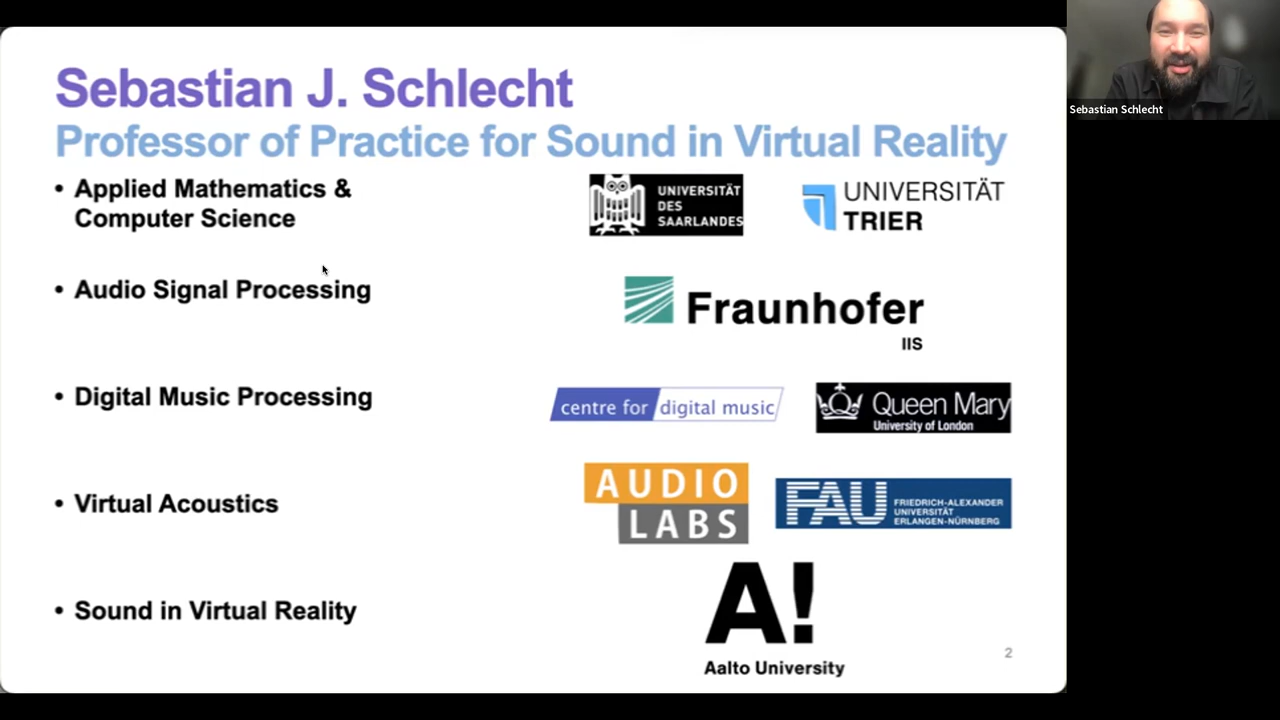 Sebastian J. Schlecht
Professor of Practice for Sound in Virtual Reality
• Applied Mathematics &
Computer Science
UNIVERSITÄT
DES
SAARLANDES
UNIVERSITÄT
TRIER
• Audio Signal Processing
Fraunhofer
IIS
• Digital Music Processing
centre for digital music
Queen Mary
University of London
• Virtual Acoustics
AUDIO
LABS
FAU
FRIEDRICH-ALEXANDER
UNIVERSITÄT
ERLANGEN-NÜRNBERG
• Sound in Virtual Reality
A!
Aalto University
2
Sebastian Schlecht